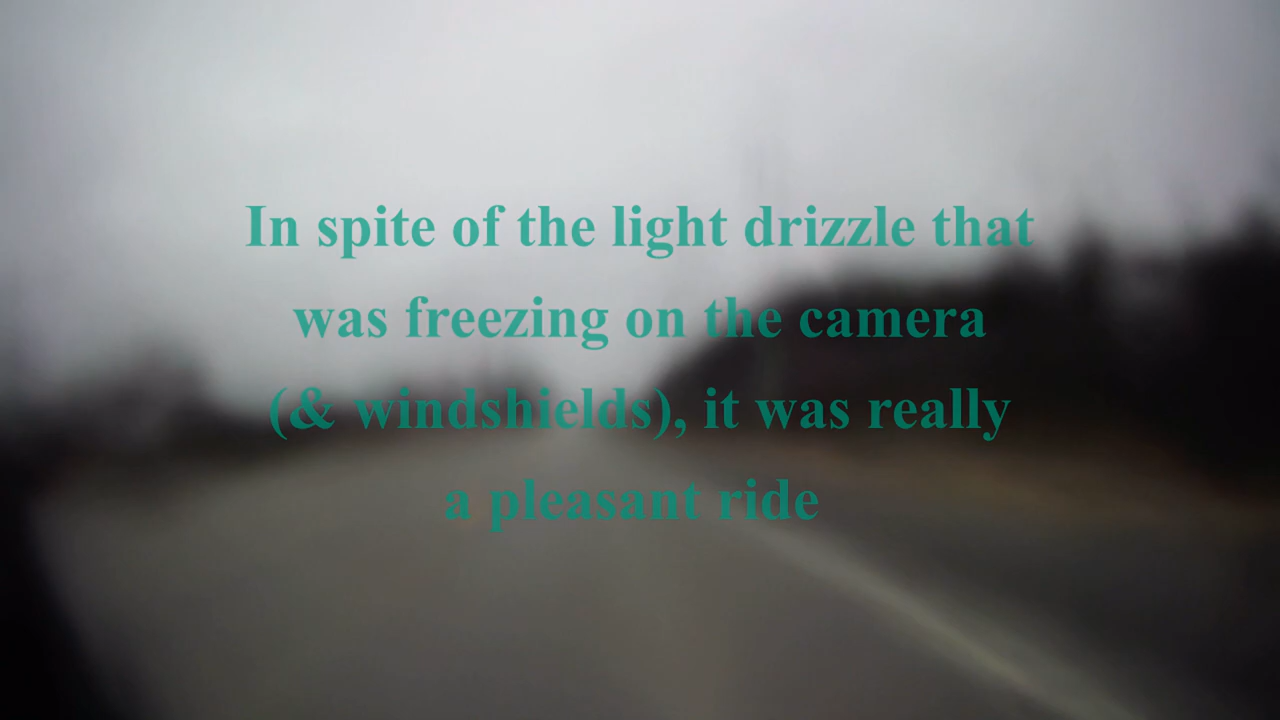 In spite of the light drizzle that
was freezing on the camera
(& windshields), it was really
a pleasant ride